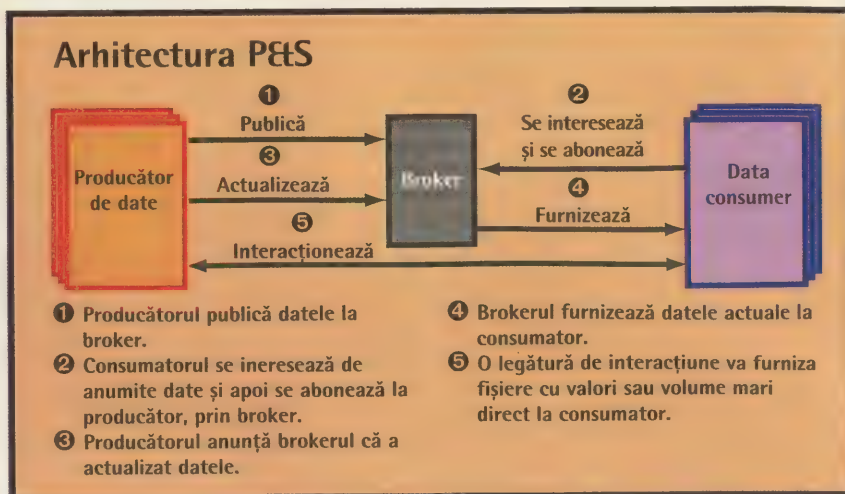 Arhitectura P&S
❶
Publică
❸
Actualizează
❺
Interacționează
❷
Se interesează
și se abonează
❹
Furnizează
Producător
de date
Broker
Data
consumer
❶ Producătorul publică datele la
broker.
❷ Consumatorul se ineresează de
anumite date și apoi se abonează la
producător, prin broker.
❸ Producătorul anunță brokerul că a
actualizat datele.
❹ Brokerul furnizează datele actuale la
consumator.
❺ O legătură de interacțiune va furniza
fișiere cu valori sau volume mari
direct la consumator.